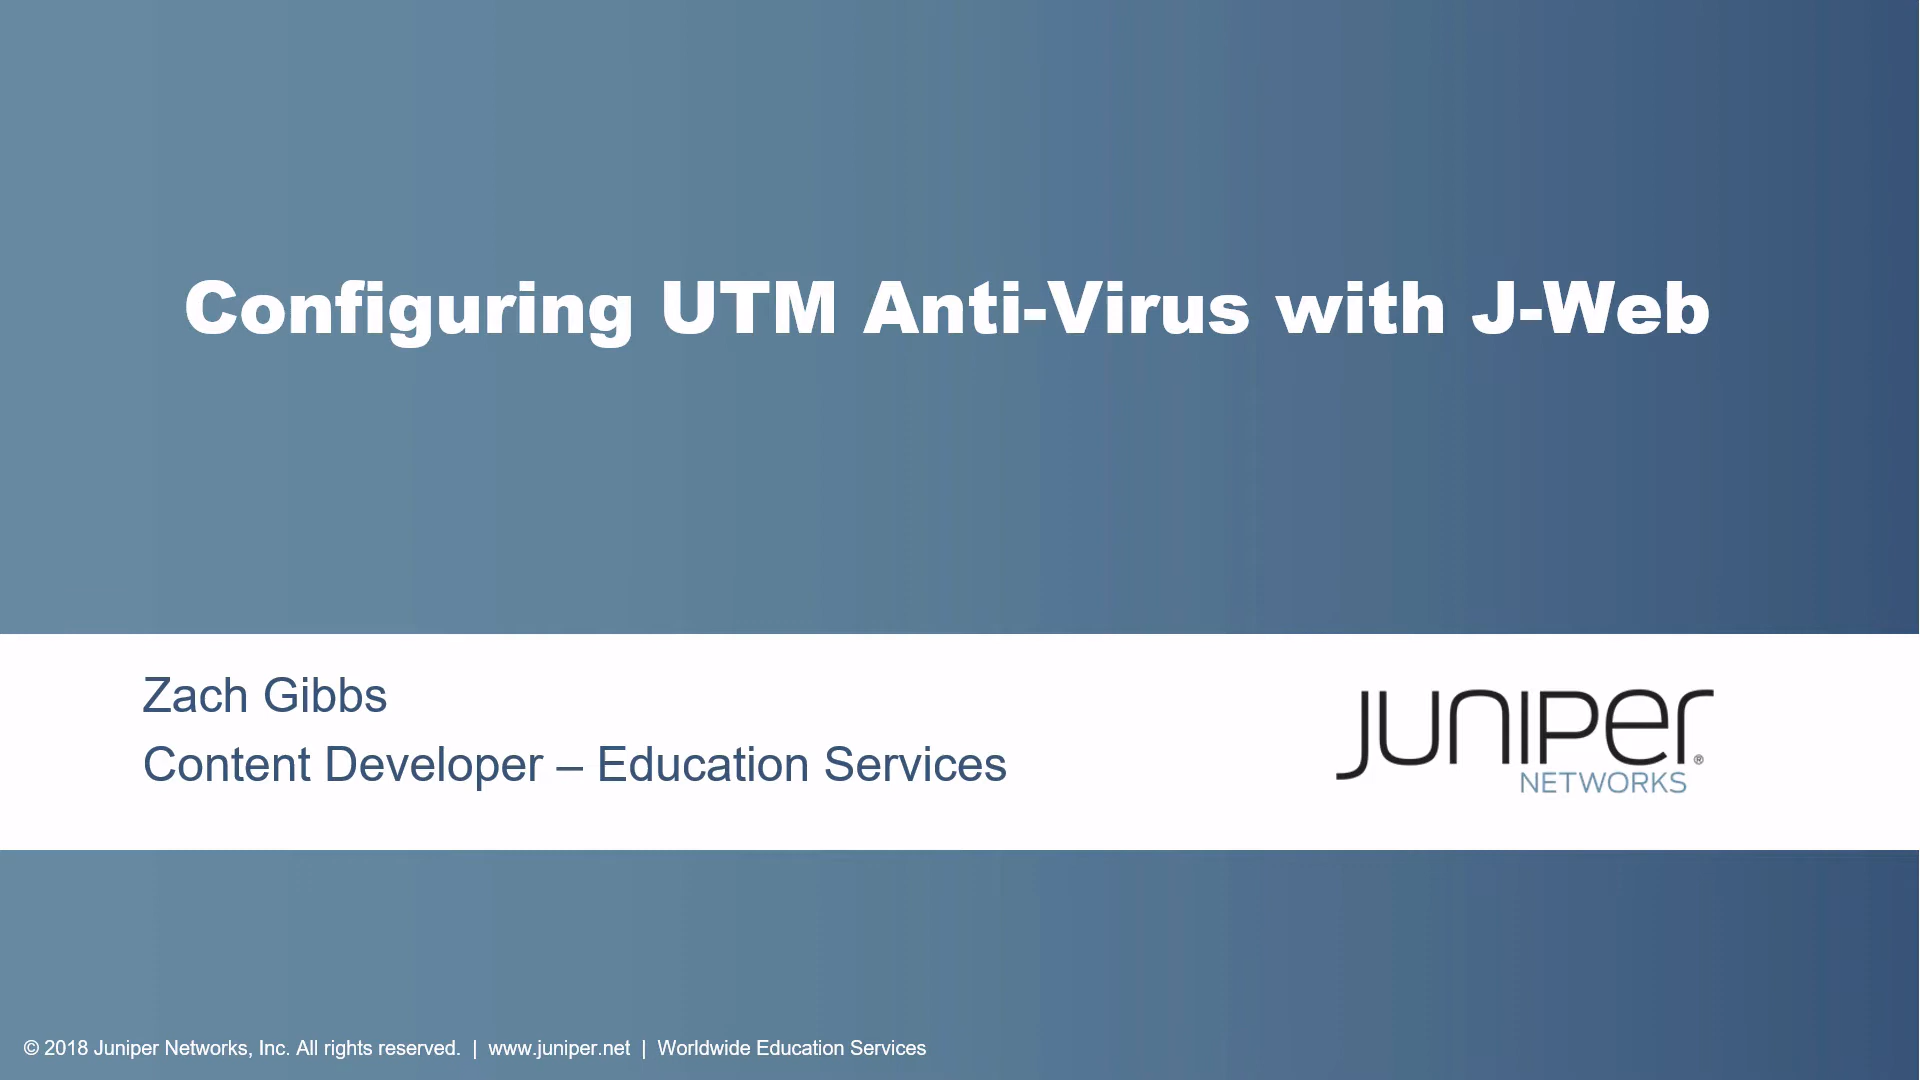 Configuring UTM Anti-Virus with J-Web
Zach Gibbs
Content Developer – Education Services
JUNIPER®
NETWORKS
© 2018 Juniper Networks, Inc. All rights reserved. | www.juniper.net | Worldwide Education Services